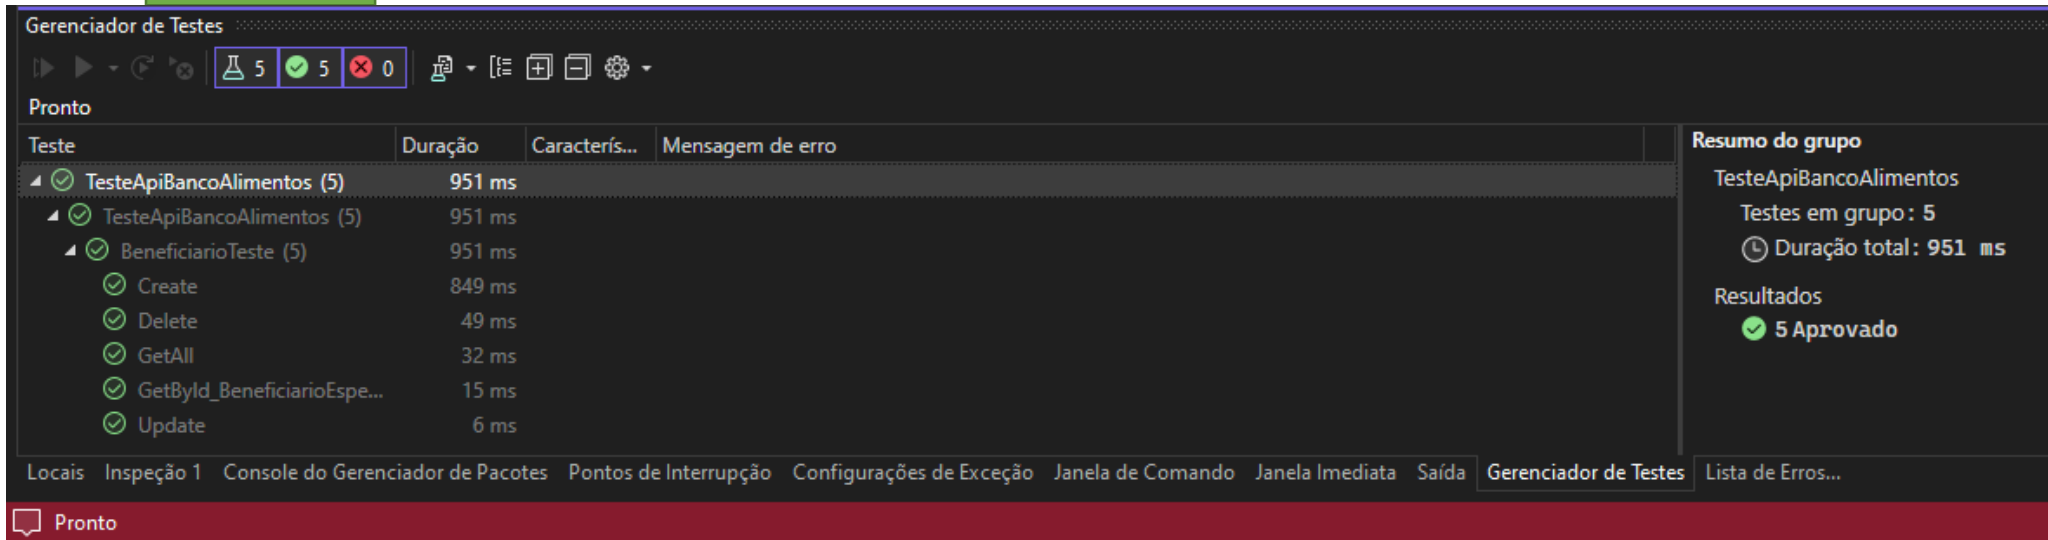 Gerenciador de Testes
5 5 0
Pronto
Teste Duração Caracterís... Mensagem de erro
TesteApiBancoAlimentos (5) 951 ms
TesteApiBancoAlimentos (5) 951 ms
BeneficiarioTeste (5) 951 ms
Create 849 ms
Delete 49 ms
GetAll 32 ms
GetById_BeneficiarioEspe... 15 ms
Update 6 ms
Resumo do grupo
TesteApiBancoAlimentos
Testes em grupo: 5
Duração total: 951 ms
Resultados
5 Aprovado
Locais Inspeção 1 Console do Gerenciador de Pacotes Pontos de Interrupção Configurações de Exceção Janela de Comando Janela Imediata Saída Gerenciador de Testes Lista de Erros...
Pronto